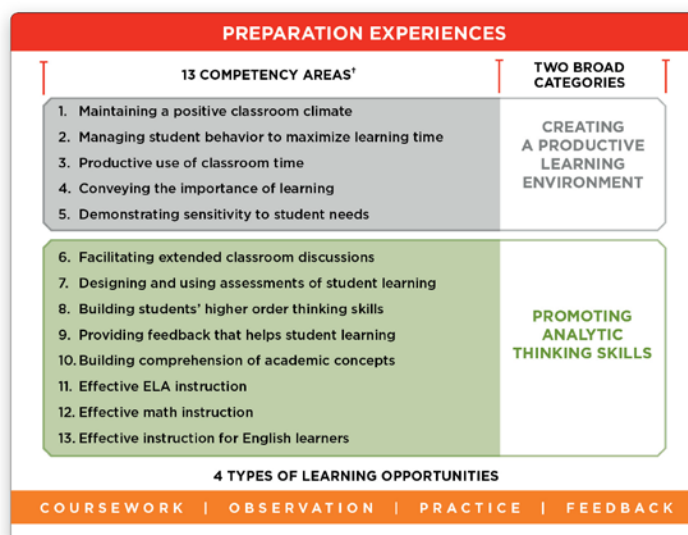 PREPARATION EXPERIENCES
13 COMPETENCY AREAS†
TWO BROAD
CATEGORIES
1. Maintaining a positive classroom climate
2. Managing student behavior to maximize learning time
3. Productive use of classroom time
4. Conveying the importance of learning
5. Demonstrating sensitivity to student needs
CREATING
A PRODUCTIVE
LEARNING
ENVIRONMENT
6. Facilitating extended classroom discussions
7. Designing and using assessments of student learning
8. Building students’ higher order thinking skills
9. Providing feedback that helps student learning
10. Building comprehension of academic concepts
11. Effective ELA instruction
12. Effective math instruction
13. Effective instruction for English learners
PROMOTING
ANALYTIC
THINKING SKILLS
4 TYPES OF LEARNING OPPORTUNITIES
COURSEWORK | OBSERVATION | PRACTICE | FEEDBACK